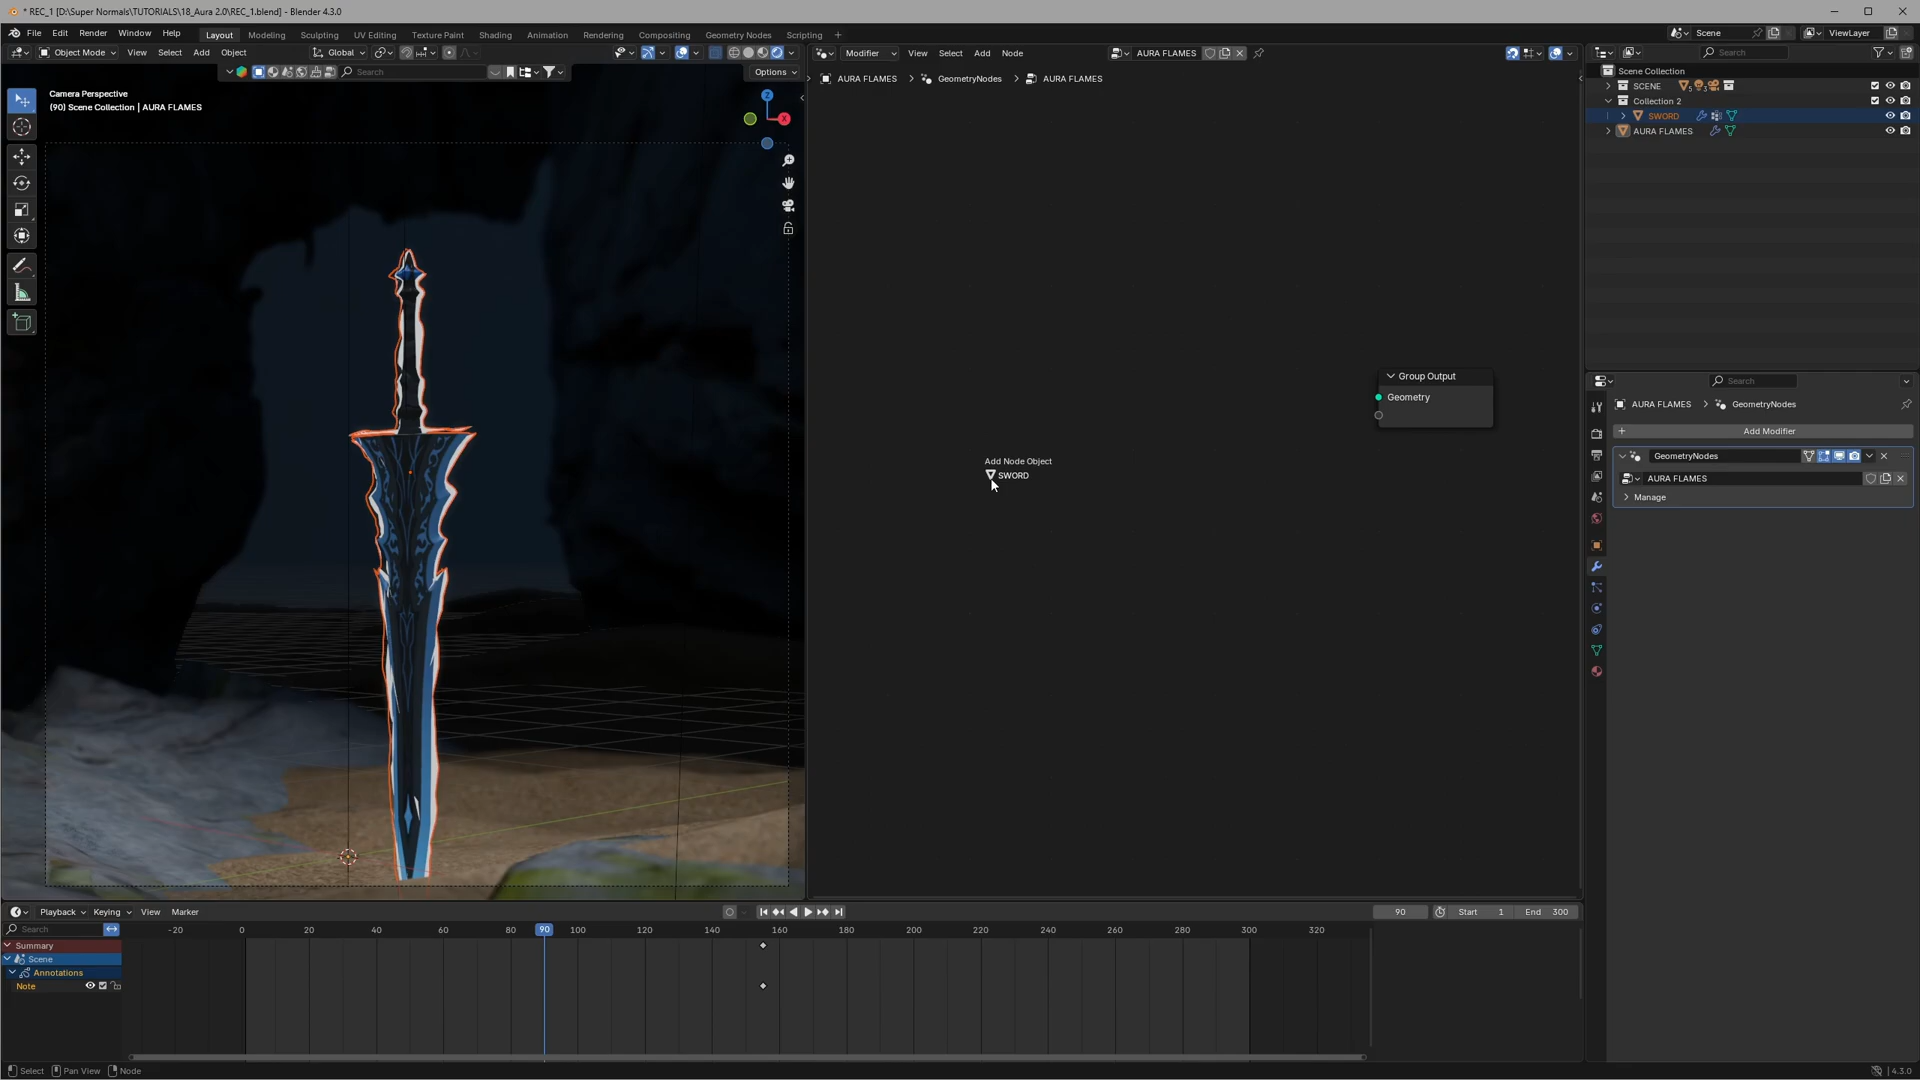 * REC_1 [D:\Super Normals\TUTORIALS\18_Aura 2.0\REC_1.blend] - Blender 4.3.0
File Edit Render Window Help Layout Modeling Sculpting UV Editing Texture Paint Shading Animation Rendering Compositing Geometry Nodes Scripting + Scene ViewLayer
Object Mode View Select Add Object Global
Search Options
Camera Perspective
(90) Scene Collection | AURA FLAMES
Z
X
Modifier View Select Add Node AURA FLAMES
AURA FLAMES > GeometryNodes > AURA FLAMES
Group Output
Geometry
Add Node Object
SWORD
Search
Scene Collection
SCENE 5 3
Collection 2
SWORD
AURA FLAMES
Search
AURA FLAMES > GeometryNodes
+ Add Modifier
GeometryNodes
AURA FLAMES
Manage
Playback Keying View Marker 90 Start 1 End 300
Search -20 0 20 40 60 80 90 100 120 140 160 180 200 220 240 260 280 300 320
Summary
Scene
Annotations
Note
Select Pan View Node 4.3.0